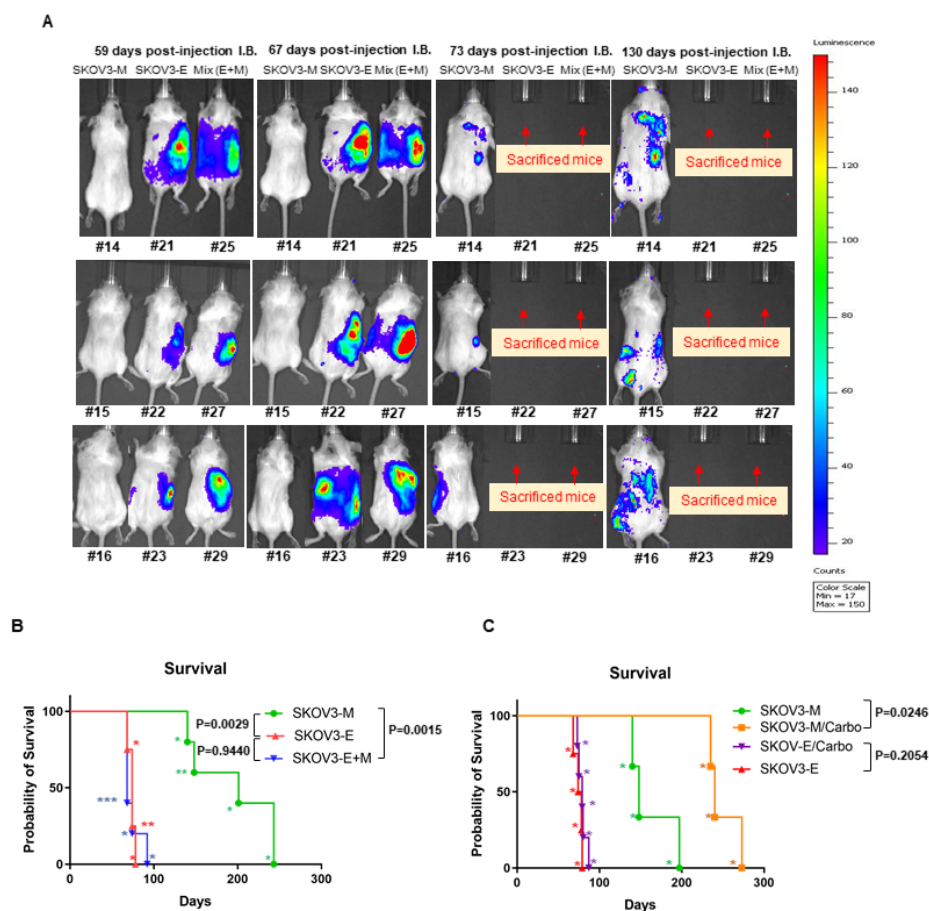 A
59 days post-injection I.B. 67 days post-injection I.B. 73 days post-injection I.B. 130 days post-injection I.B.
SKOV3-M SKOV3-E Mix (E+M) SKOV3-M SKOV3-E Mix (E+M) SKOV3-M SKOV3-E Mix (E+M) SKOV3-M SKOV3-E Mix (E+M)
Sacrificed mice Sacrificed mice
#14 #21 #25 #14 #21 #25 #14 #21 #25 #14 #21 #25
Sacrificed mice Sacrificed mice
#15 #22 #27 #15 #22 #27 #15 #22 #27 #15 #22 #27
Sacrificed mice Sacrificed mice
#16 #23 #29 #16 #23 #29 #16 #23 #29 #16 #23 #29
Luminescence
140
120
100
80
60
40
20
Counts
Color Scale
Min = 17
Max = 150
B
Survival
Probability of Survival
100
50
0
0 100 200 300
Days
SKOV3-M
SKOV3-E
SKOV3-E+M
P=0.0029
P=0.9440
P=0.0015
* ** * *
*** * *
* ** *
C
Survival
Probability of Survival
100
50
0
0 100 200 300
Days
SKOV3-M
SKOV3-M/Carbo
SKOV-E/Carbo
SKOV3-E
P=0.0246
P=0.2054
* * *
* * *
* * * * *
* * * *